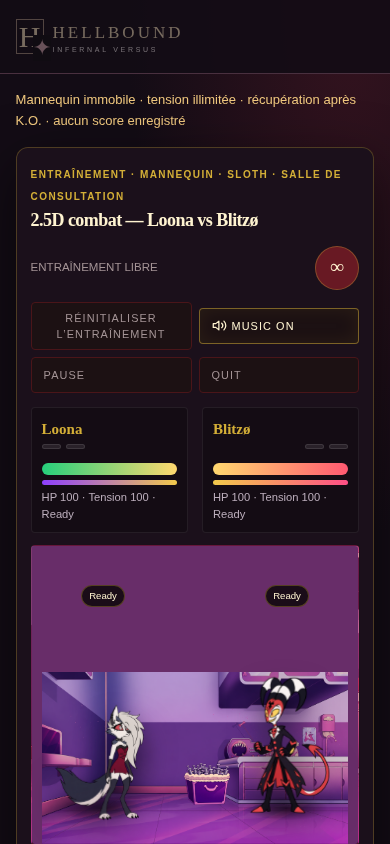 H
HELLBOUND
INFERNAL VERSUS
Mannequin immobile · tension illimitée · récupération après
K.O. · aucun score enregistré
ENTRAÎNEMENT · MANNEQUIN · SLOTH · SALLE DE
CONSULTATION
2.5D combat — Loona vs Blitzø
ENTRAÎNEMENT LIBRE
∞
RÉINITIALISER
L'ENTRAÎNEMENT
MUSIC ON
PAUSE
QUIT
Loona
HP 100 · Tension 100 ·
Ready
Blitzø
HP 100 · Tension 100 ·
Ready
Ready
Ready